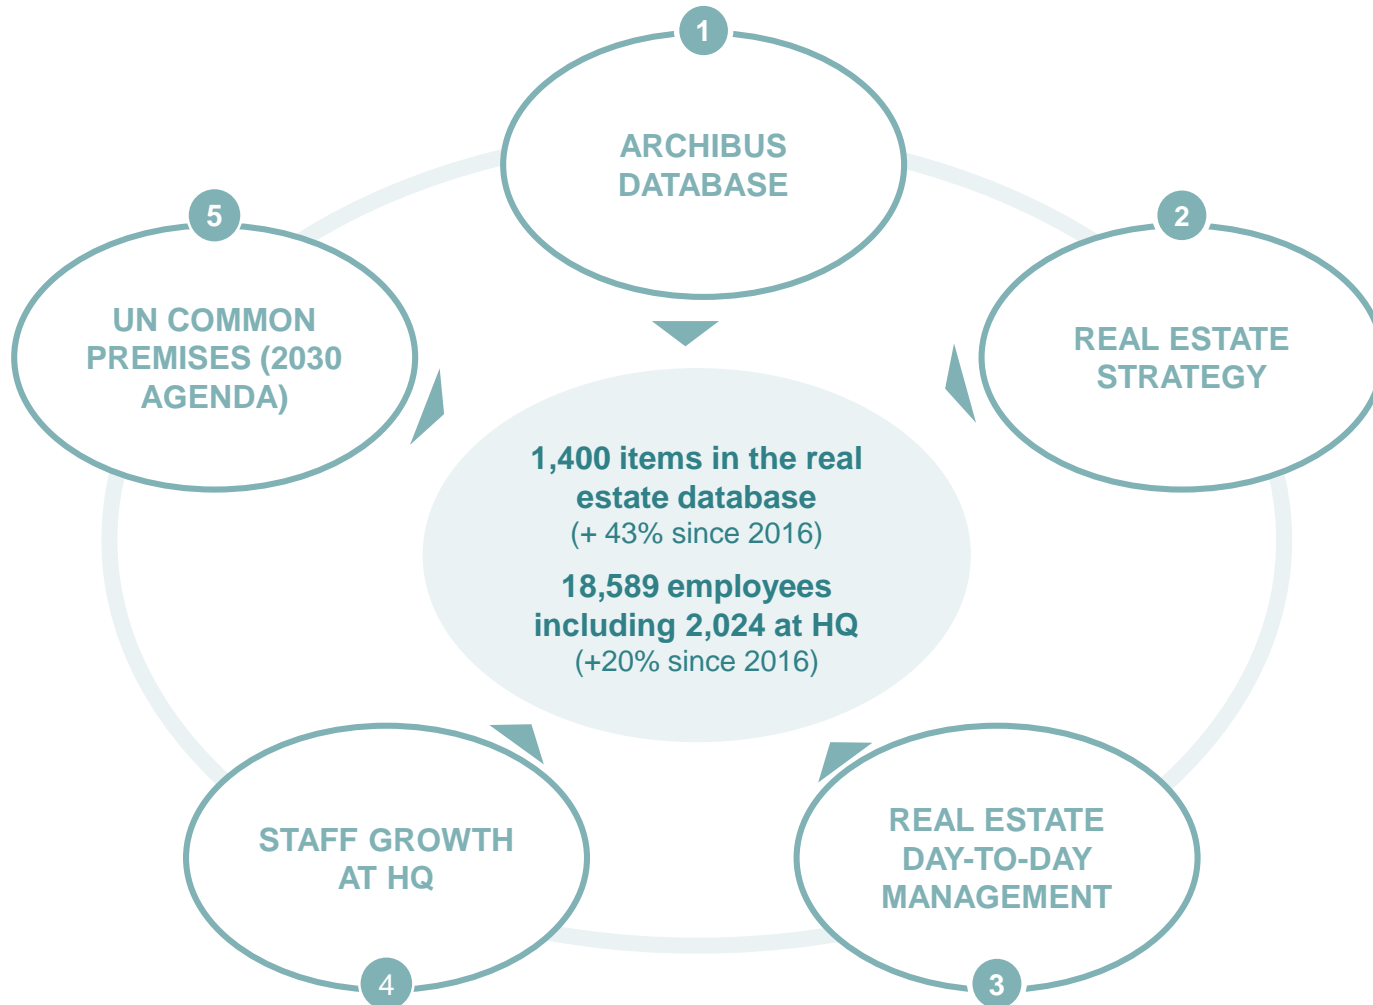 1
ARCHIBUS
DATABASE
2
REAL ESTATE
STRATEGY
5
UN COMMON
PREMISES (2030
AGENDA)
1,400 items in the real
estate database
(+ 43% since 2016)
18,589 employees
including 2,024 at HQ
(+20% since 2016)
STAFF GROWTH
AT HQ
4
REAL ESTATE
DAY-TO-DAY
MANAGEMENT
3